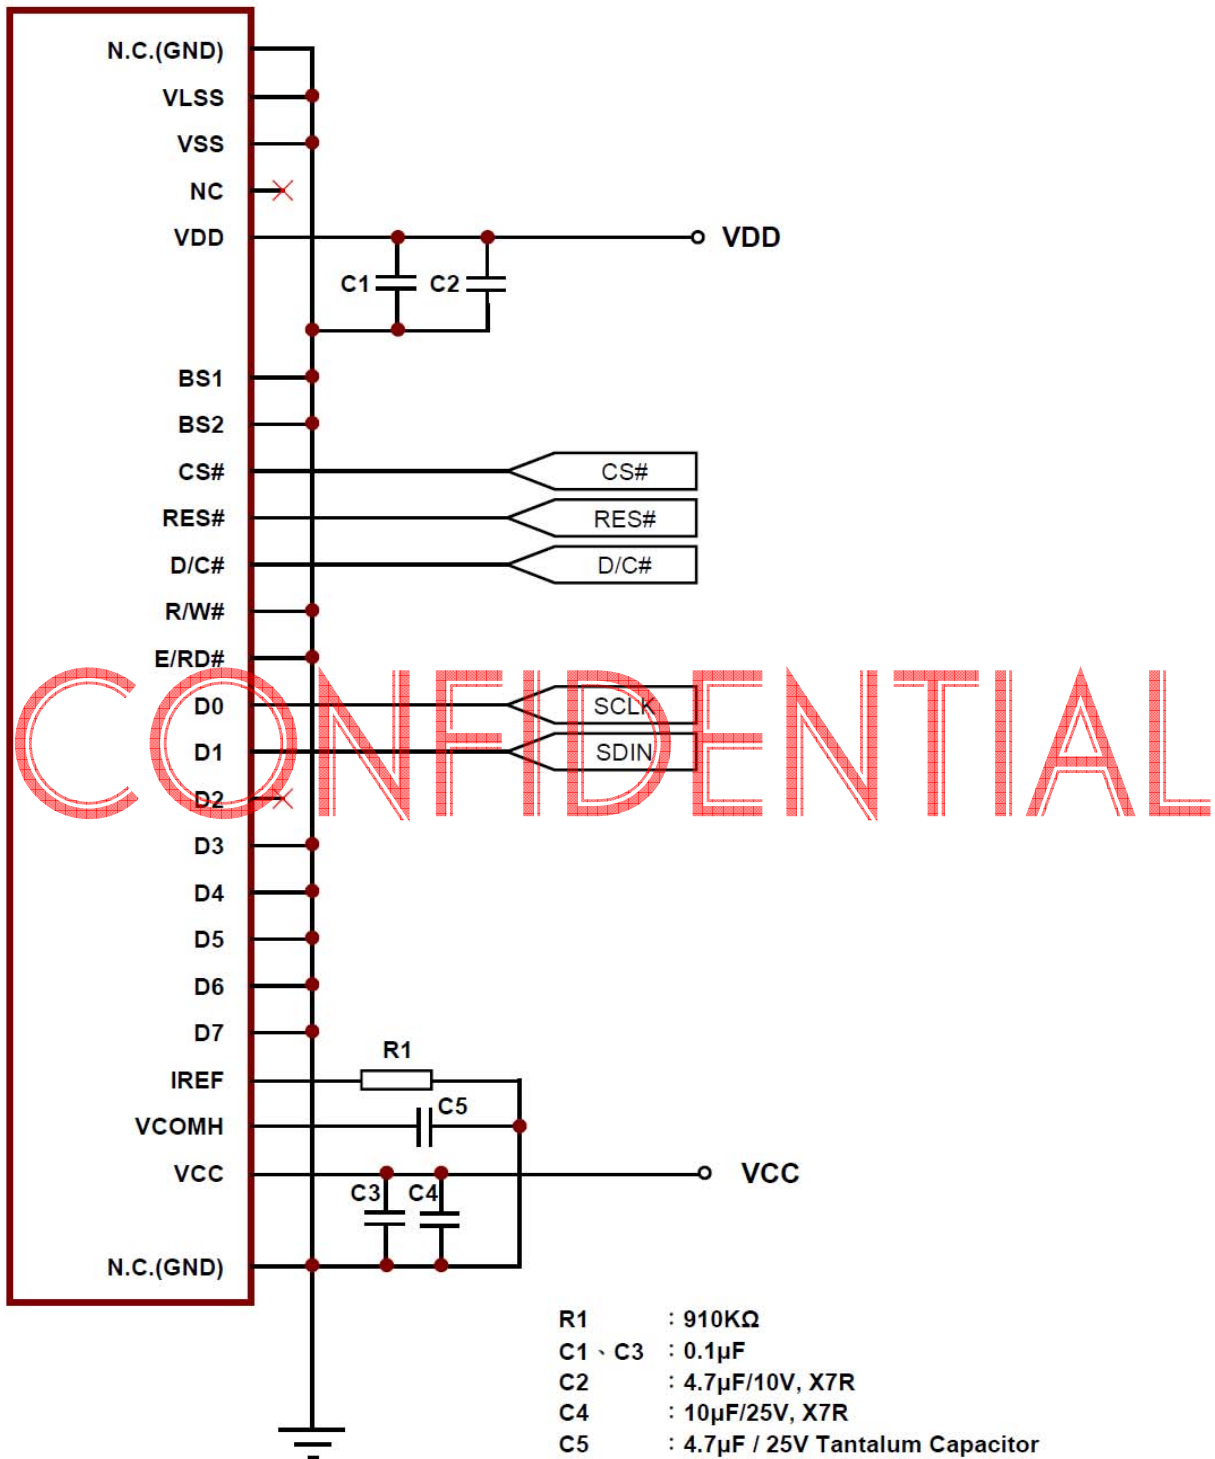 N.C.(GND)
VLSS
VSS
NC
VDD
VDD
C1
C2
BS1
BS2
CS#
CS#
RES#
RES#
D/C#
D/C#
R/W#
E/RD#
CONFIDENTIAL
D0
SCLK
D1
SDIN
D2
D3
D4
D5
D6
D7
R1
IREF
C5
VCOMH
VCC
VCC
C3
C4
N.C.(GND)
R1 : 910KΩ
C1、C3 : 0.1μF
C2 : 4.7μF/10V, X7R
C4 : 10μF/25V, X7R
C5 : 4.7μF / 25V Tantalum Capacitor